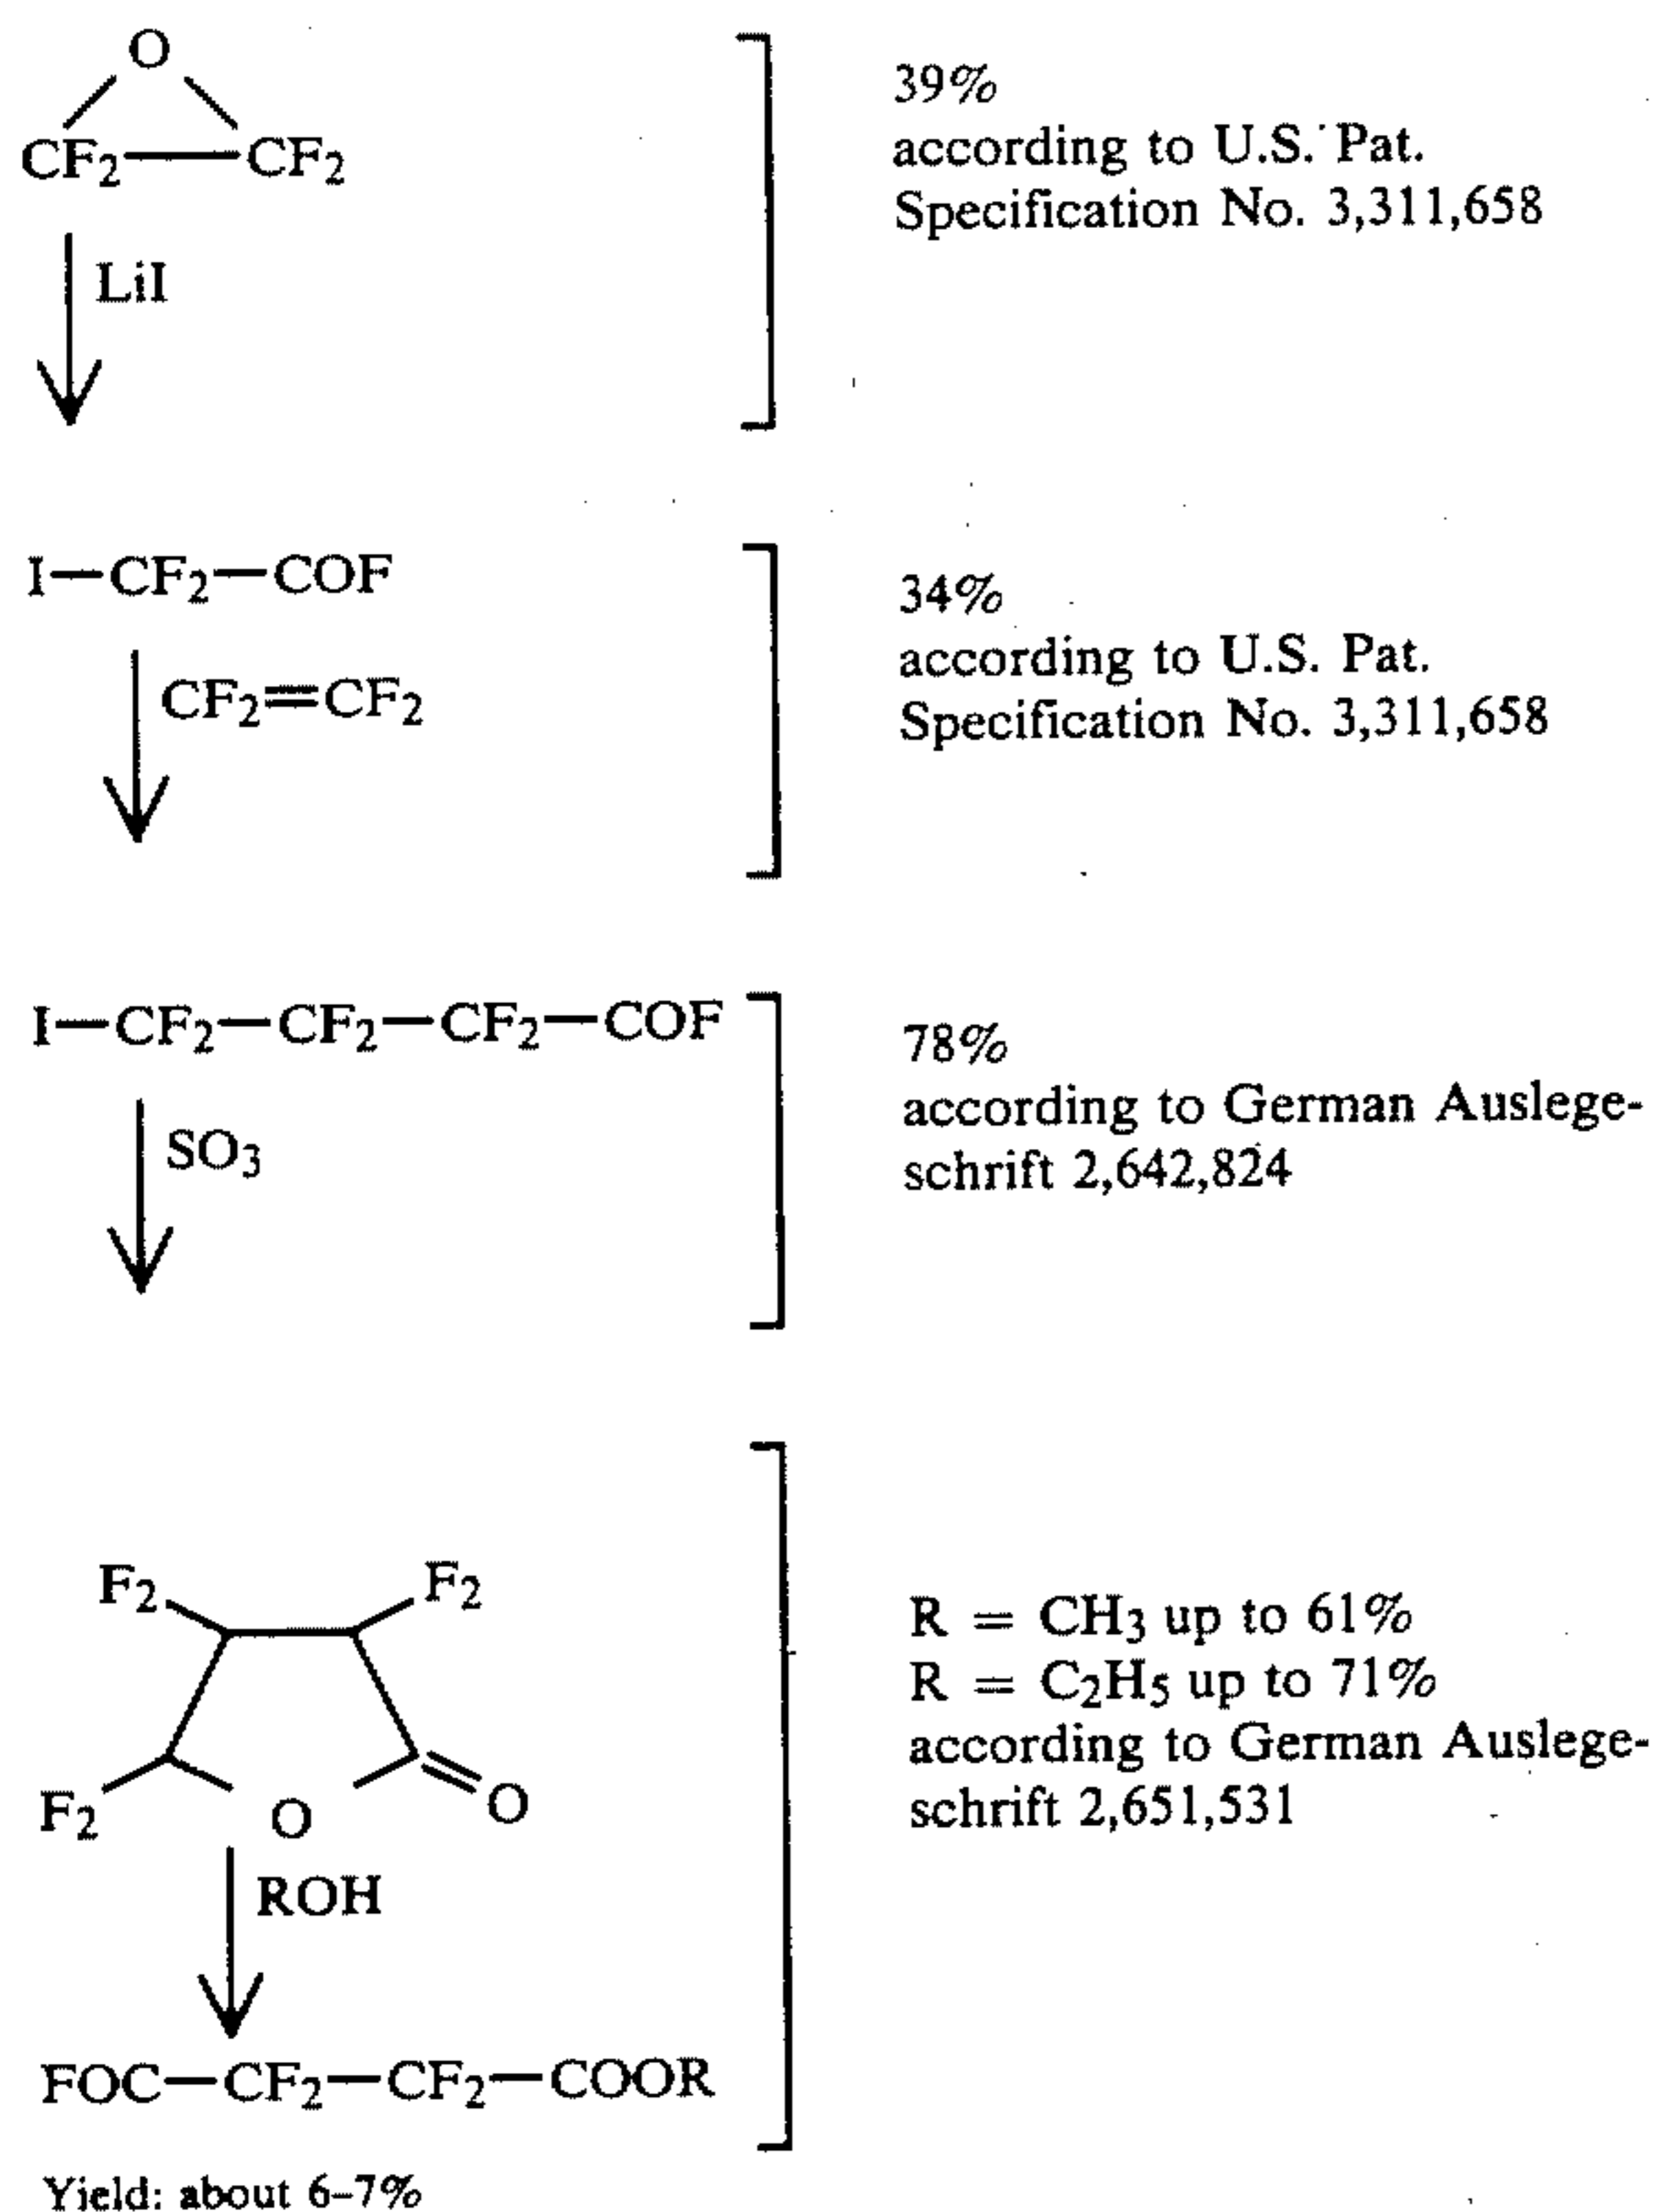 O
CF2—CF2
39%
according to U.S. Pat.
Specification No. 3,311,658
LiI
I—CF2—COF
34%
according to U.S. Pat.
Specification No. 3,311,658
CF2=CF2
I—CF2—CF2—CF2—COF
78%
according to German Auslege-
schrift 2,642,824
SO3
F2 F2
F2 O O
R = CH3 up to 61%
R = C2H5 up to 71%
according to German Auslege-
schrift 2,651,531
ROH
FOC—CF2—CF2—COOR
Yield: about 6–7%